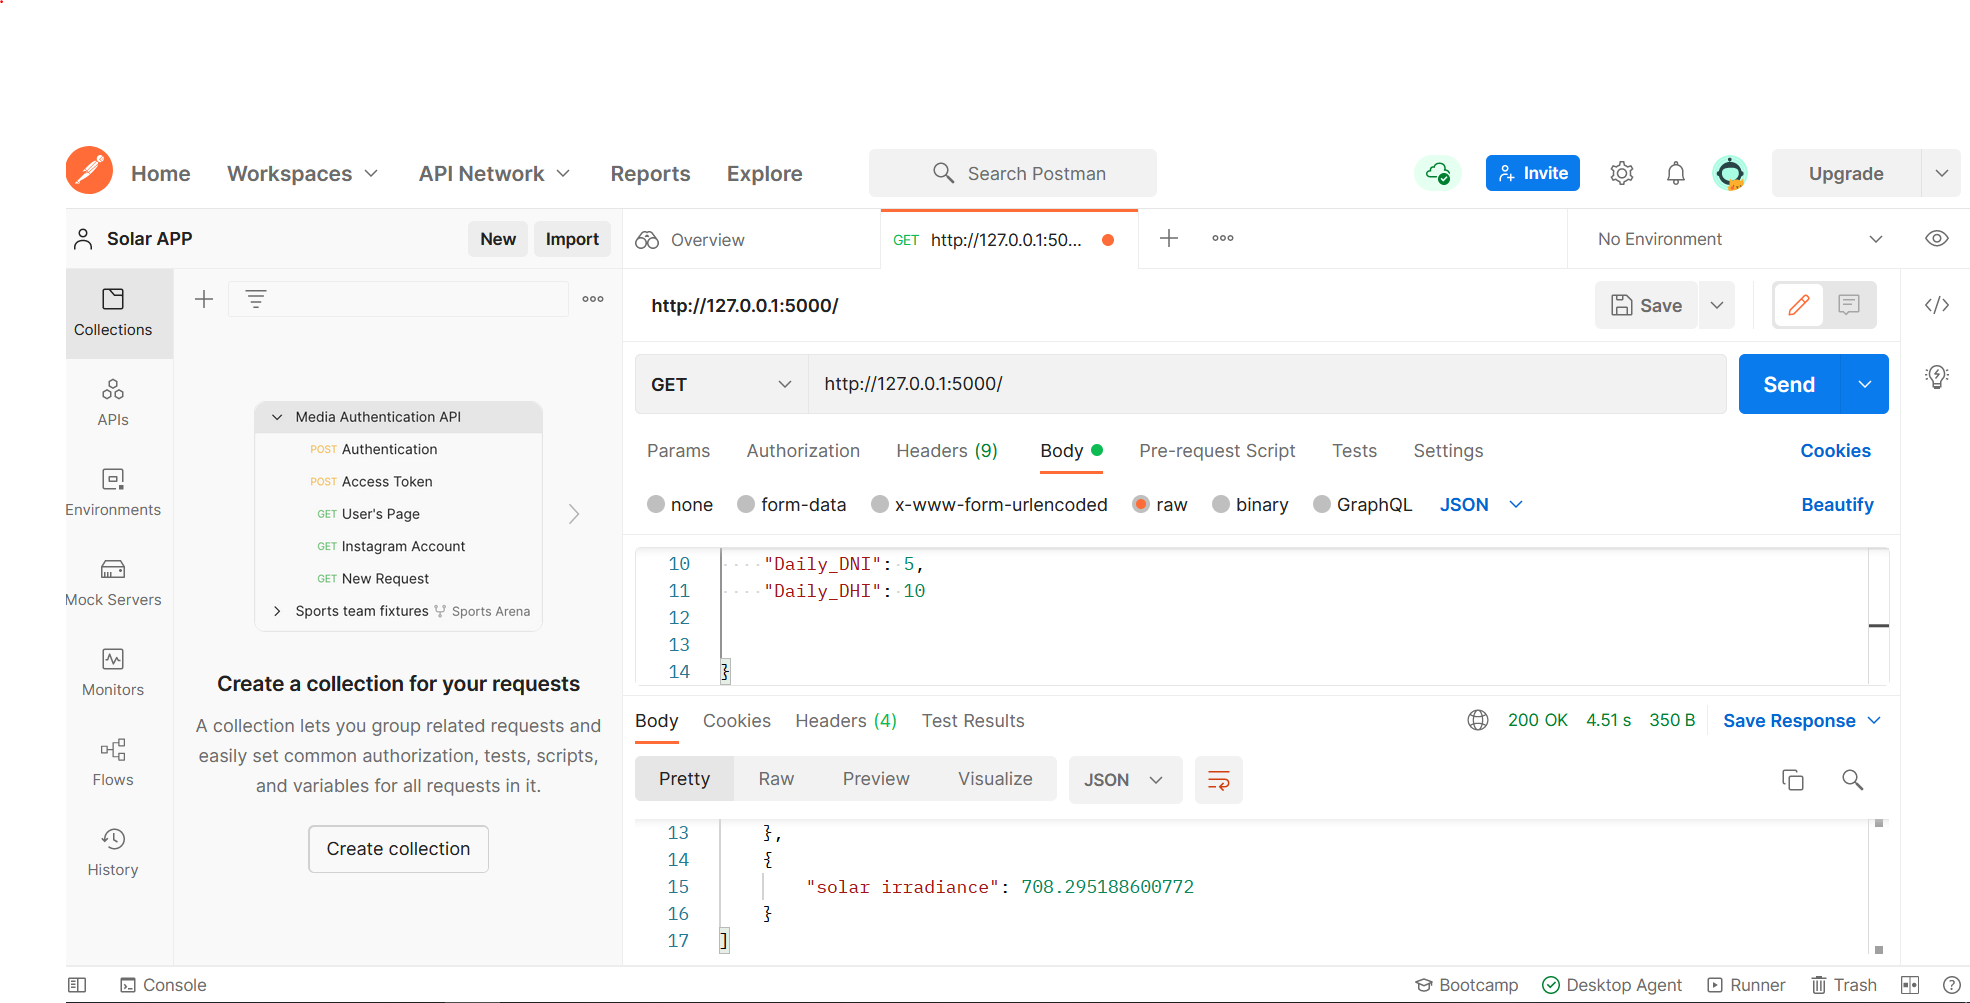 Home Workspaces API Network Reports Explore Search Postman Invite Upgrade
Solar APP New Import Overview GET http://127.0.0.1:50... No Environment
Collections
APIs
Environments
Mock Servers
Monitors
Flows
History
Media Authentication API
POST Authentication
POST Access Token
GET User's Page
GET Instagram Account
GET New Request
Sports team fixtures Sports Arena
Create a collection for your requests
A collection lets you group related requests and
easily set common authorization, tests, scripts,
and variables for all requests in it.
Create collection
http://127.0.0.1:5000/ Save
GET http://127.0.0.1:5000/ Send
Params Authorization Headers (9) Body Pre-request Script Tests Settings Cookies
none form-data x-www-form-urlencoded raw binary GraphQL JSON Beautify
10 "Daily_DNI": 5,
11 "Daily_DHI": 10
12
13
14 }
Body Cookies Headers (4) Test Results 200 OK 4.51 s 350 B Save Response
Pretty Raw Preview Visualize JSON
13 },
14 {
15 "solar irradiance": 708.295188600772
16 }
17 ]
Console Bootcamp Desktop Agent Runner Trash